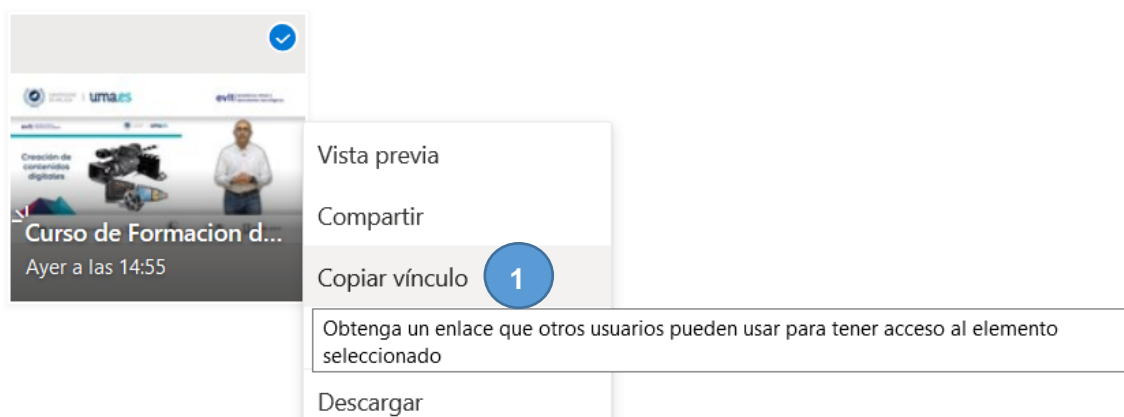 uma.es
evlt
Creación de
contenidos
digitales
Curso de Formacion d...
Ayer a las 14:55
Vista previa
Compartir
Copiar vínculo
1
Obtenga un enlace que otros usuarios pueden usar para tener acceso al elemento
seleccionado
Descargar